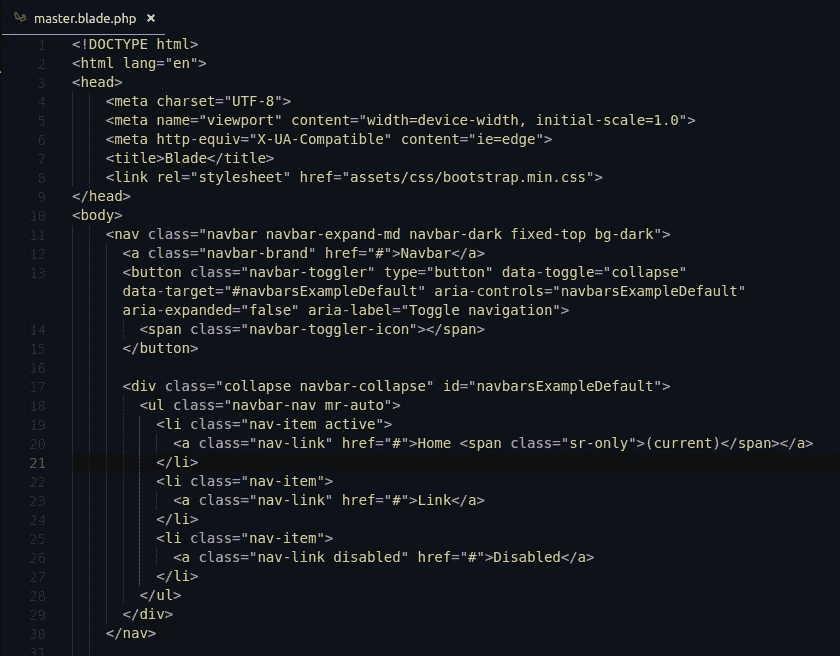 master.blade.php ×
1 <!DOCTYPE html>
2 <html lang="en">
3 <head>
4 <meta charset="UTF-8">
5 <meta name="viewport" content="width=device-width, initial-scale=1.0">
6 <meta http-equiv="X-UA-Compatible" content="ie=edge">
7 <title>Blade</title>
8 <link rel="stylesheet" href="assets/css/bootstrap.min.css">
9 </head>
10 <body>
11 <nav class="navbar navbar-expand-md navbar-dark fixed-top bg-dark">
12 <a class="navbar-brand" href="#">Navbar</a>
13 <button class="navbar-toggler" type="button" data-toggle="collapse"
data-target="#navbarsExampleDefault" aria-controls="navbarsExampleDefault"
aria-expanded="false" aria-label="Toggle navigation">
14 <span class="navbar-toggler-icon"></span>
15 </button>
16
17 <div class="collapse navbar-collapse" id="navbarsExampleDefault">
18 <ul class="navbar-nav mr-auto">
19 <li class="nav-item active">
20 <a class="nav-link" href="#">Home <span class="sr-only">(current)</span></a>
21 </li>
22 <li class="nav-item">
23 <a class="nav-link" href="#">Link</a>
24 </li>
25 <li class="nav-item">
26 <a class="nav-link disabled" href="#">Disabled</a>
27 </li>
28 </ul>
29 </div>
30 </nav>
31